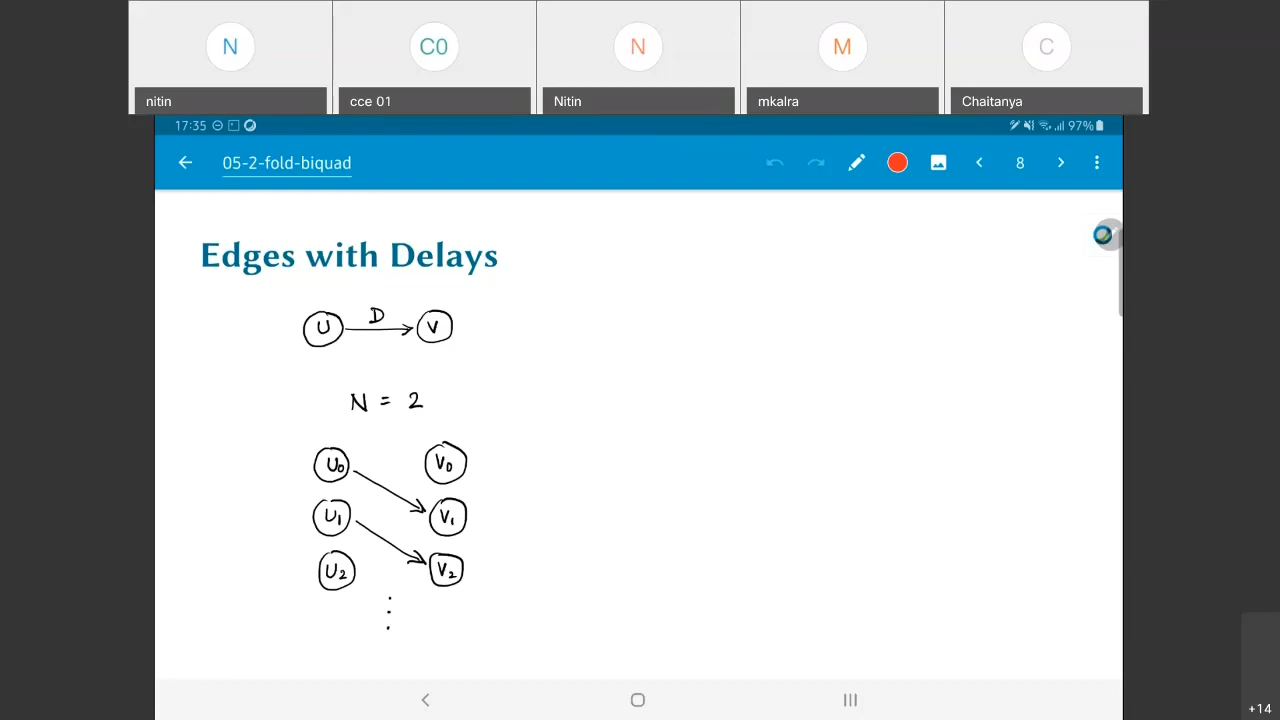 N C0 N M C
nitin cce 01 Nitin mkalra Chaitanya
17:35 97%
05-2-fold-biquad 8
Edges with Delays
U D V
N = 2
U0 V0
U1 V1
U2 V2
+14